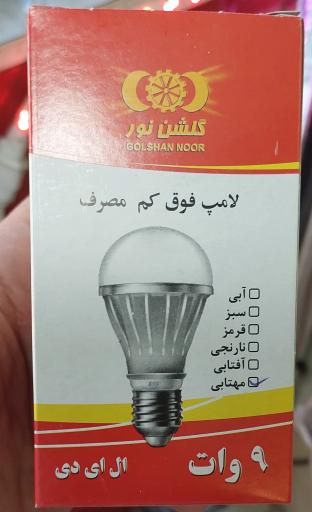 گلشن نور
GOLSHAN NOOR
لامپ فوق کم مصرف
آبی
سبز
قرمز
نارنجی
آفتابی
مهتابی
۹ وات
ال ای دی